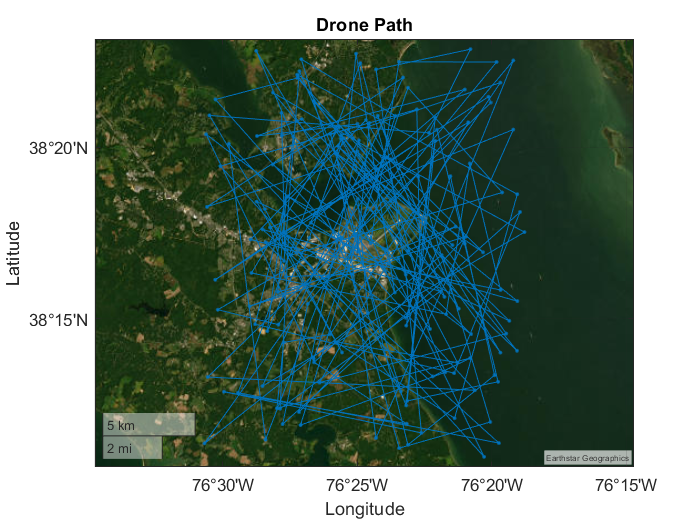 Drone Path
Latitude
38°20'N
38°15'N
5 km
2 mi
Earthstar Geographics
76°30'W 76°25'W 76°20'W 76°15'W
Longitude